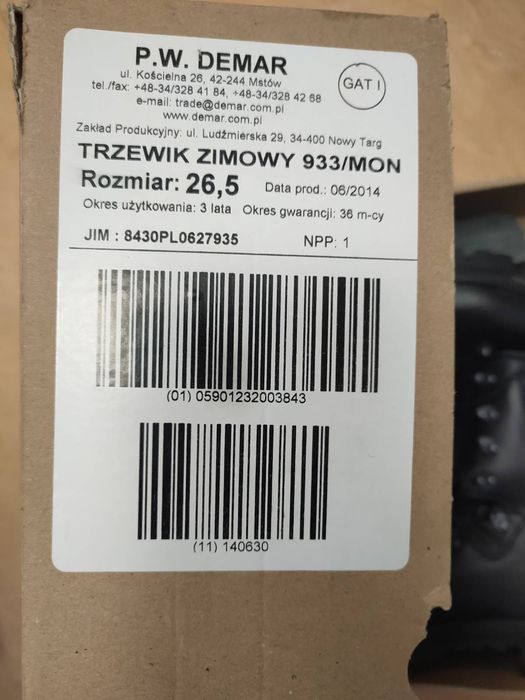 P.W. DEMAR
ul. Kościelna 26, 42-244 Mstów
tel./fax: +48-34/328 41 84, +48-34/328 42 68
e-mail: trade@demar.com.pl
www.demar.com.pl
GAT I
Zakład Produkcyjny: ul. Ludźmierska 29, 34-400 Nowy Targ
TRZEWIK ZIMOWY 933/MON
Rozmiar: 26,5 Data prod.: 06/2014
Okres użytkowania: 3 lata Okres gwarancji: 36 m-cy
JIM : 8430PL0627935 NPP: 1
(01) 05901232003843
(11) 140630